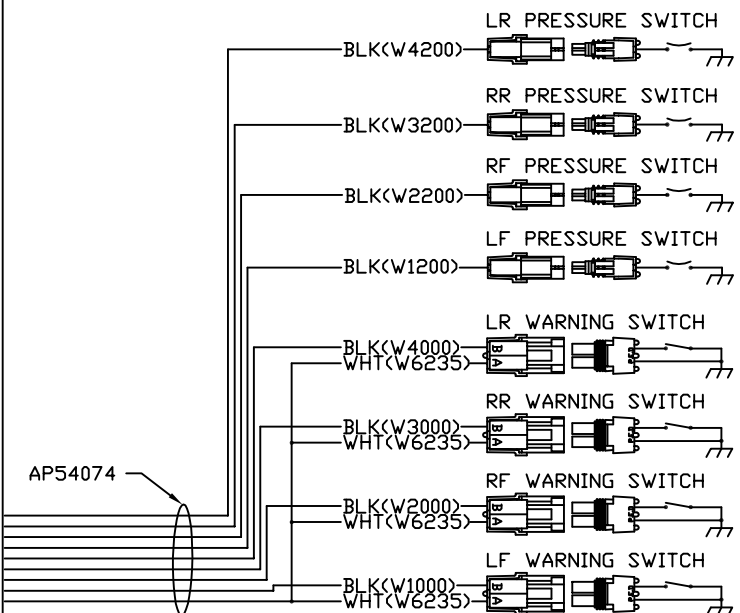 LR PRESSURE SWITCH
BLK(W4200)
RR PRESSURE SWITCH
BLK(W3200)
RF PRESSURE SWITCH
BLK(W2200)
LF PRESSURE SWITCH
BLK(W1200)
LR WARNING SWITCH
BLK(W4000)
WHT(W6235)
B
A
RR WARNING SWITCH
BLK(W3000)
WHT(W6235)
B
A
AP54074
RF WARNING SWITCH
BLK(W2000)
WHT(W6235)
B
A
LF WARNING SWITCH
BLK(W1000)
WHT(W6235)
B
A